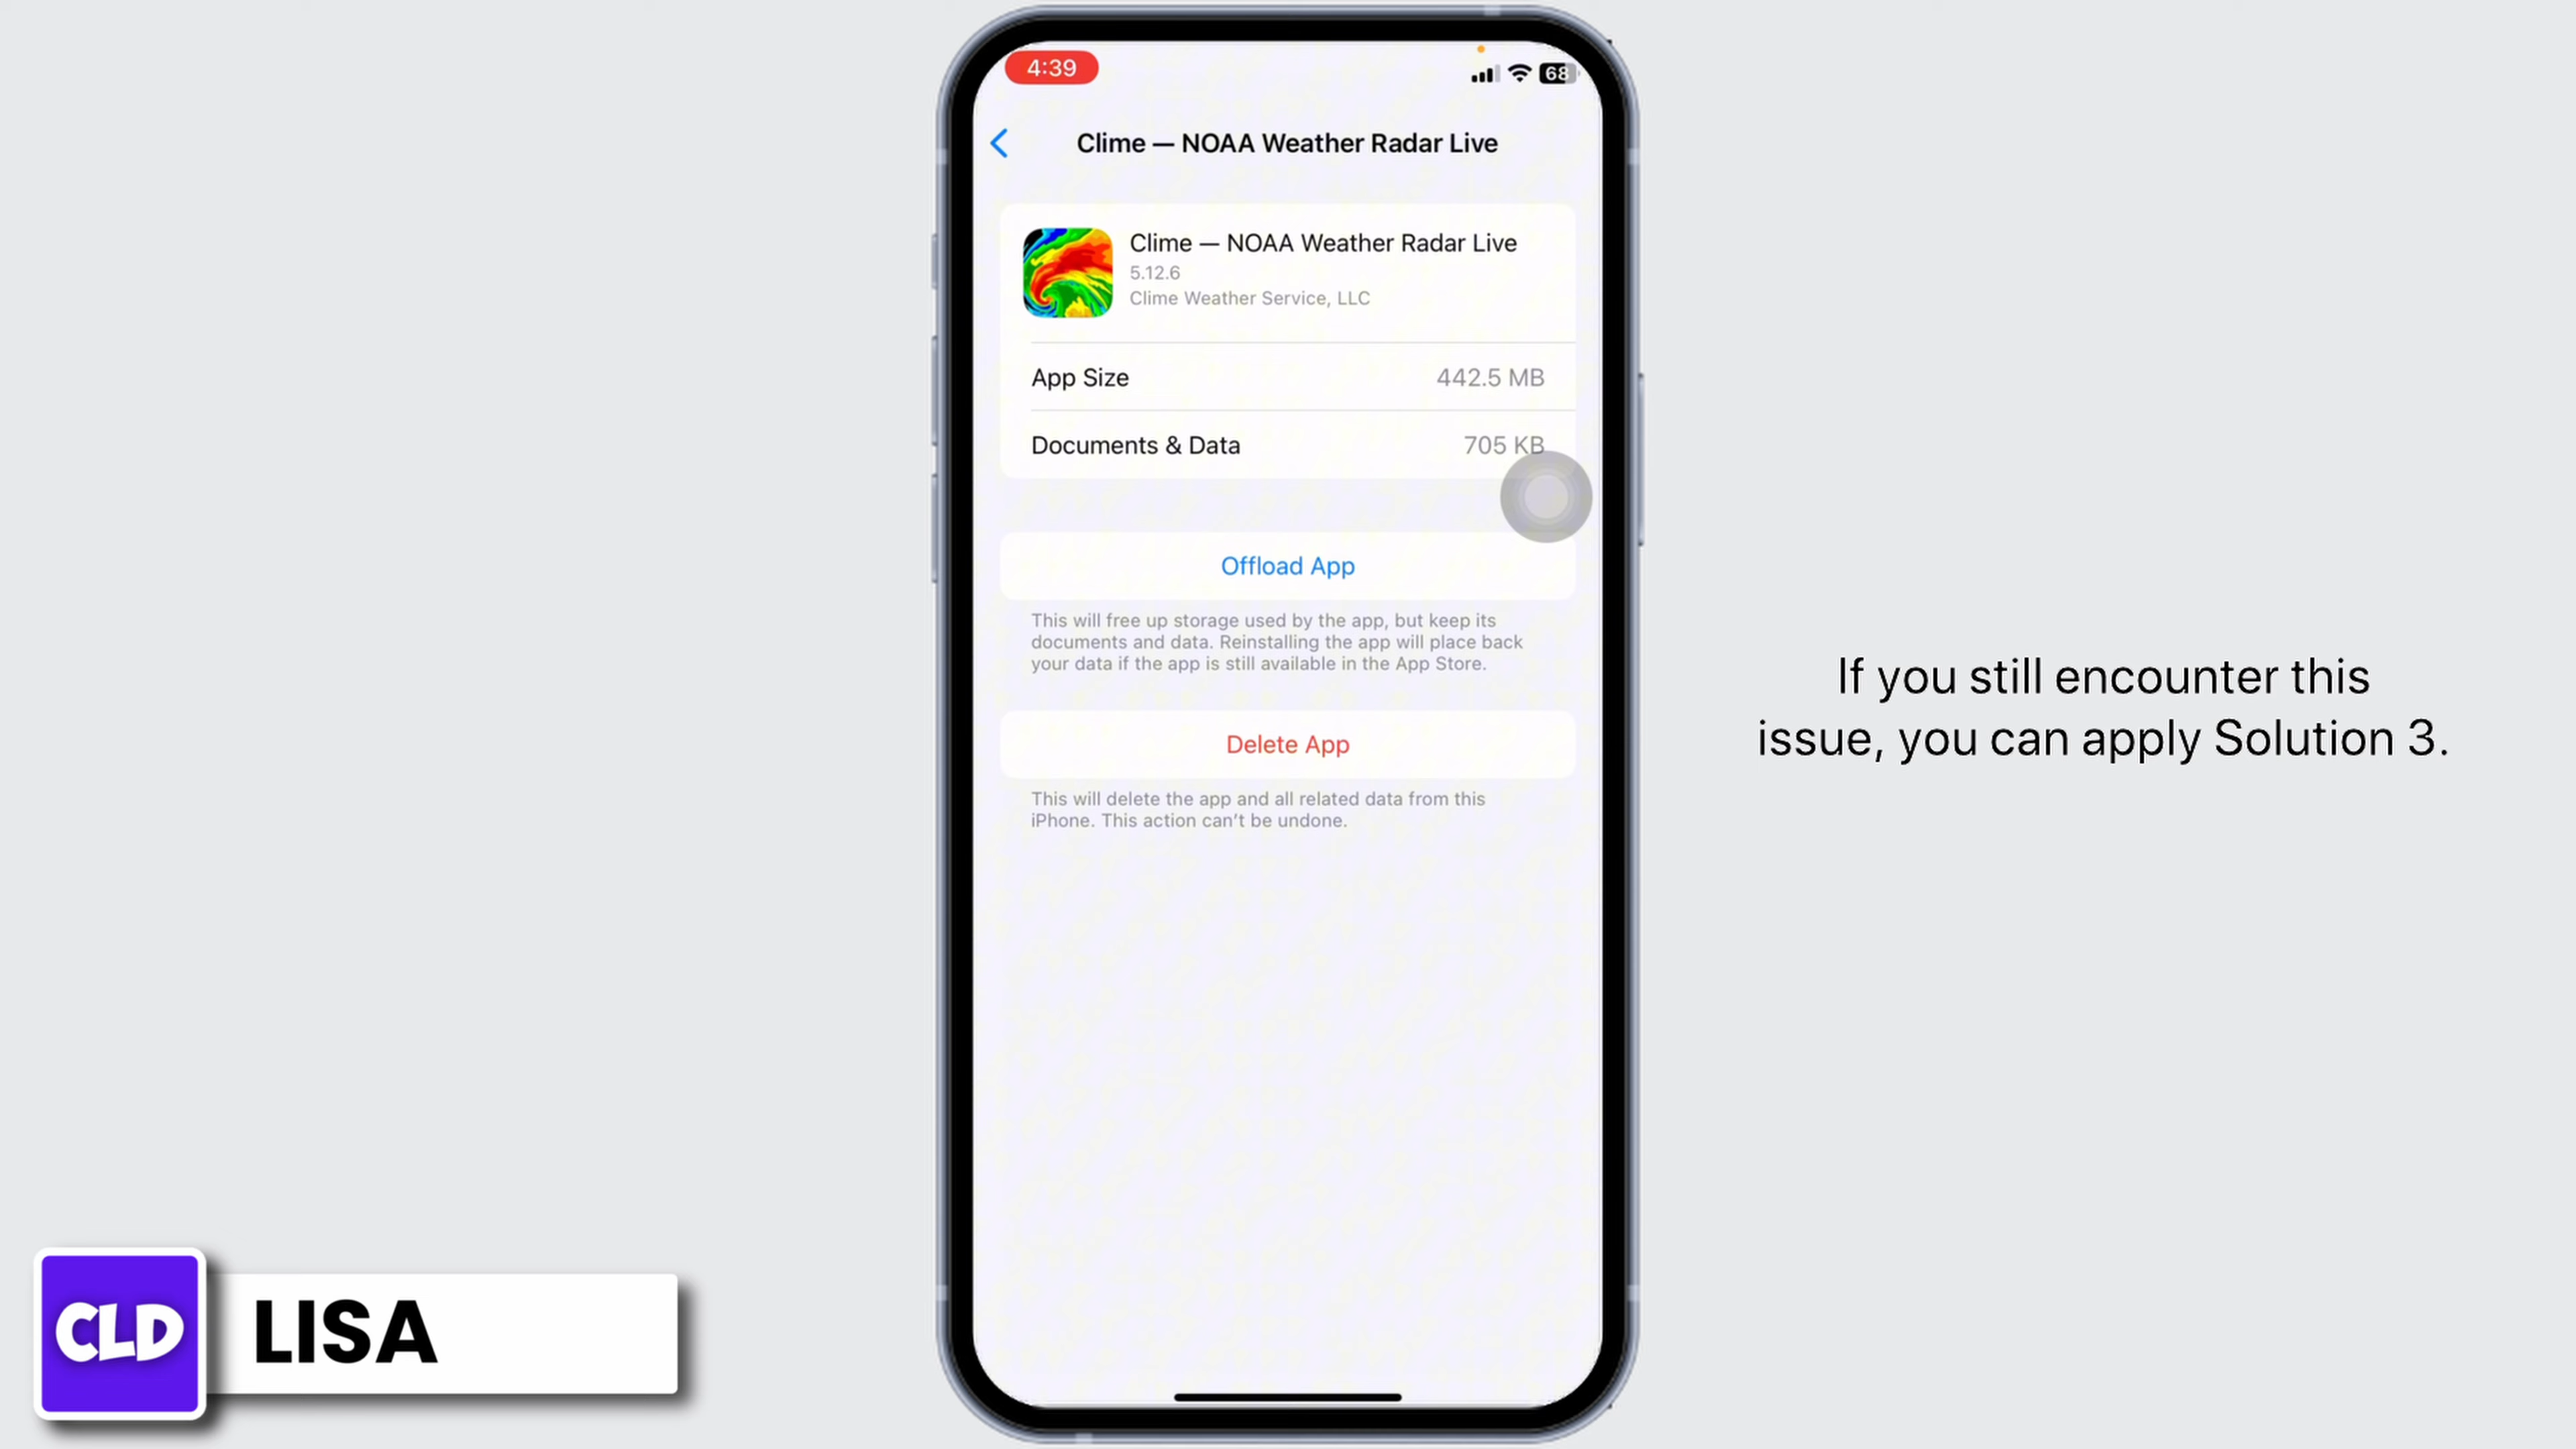 4:39
68
Clime — NOAA Weather Radar Live
Clime — NOAA Weather Radar Live
5.12.6
Clime Weather Service, LLC
App Size 442.5 MB
Documents & Data 705 KB
Offload App
This will free up storage used by the app, but keep its
documents and data. Reinstalling the app will place back
your data if the app is still available in the App Store.
Delete App
This will delete the app and all related data from this
iPhone. This action can't be undone.
If you still encounter this
issue, you can apply Solution 3.
CLD
LISA